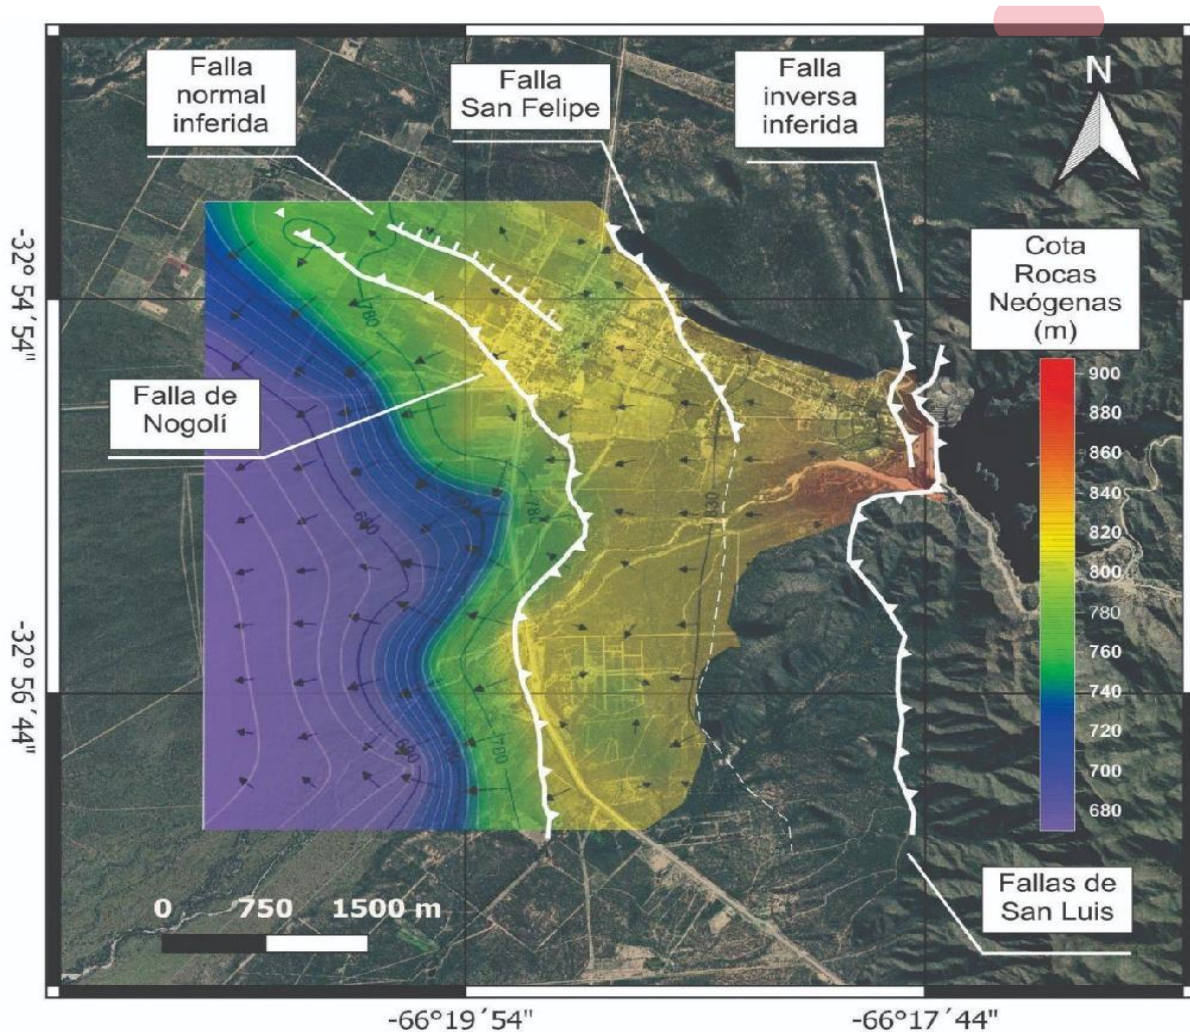 Falla
normal
inferida
Falla
San Felipe
Falla
inversa
inferida
N
Cota
Rocas
Neógenas
(m)
900
880
860
840
820
800
780
760
740
720
700
680
Falla de
Nogolí
780
830
780
680
780
680
Fallas de
San Luis
0 750 1500 m
-32° 54´54"
-32° 56´44"
-66°19´54"
-66°17´44"